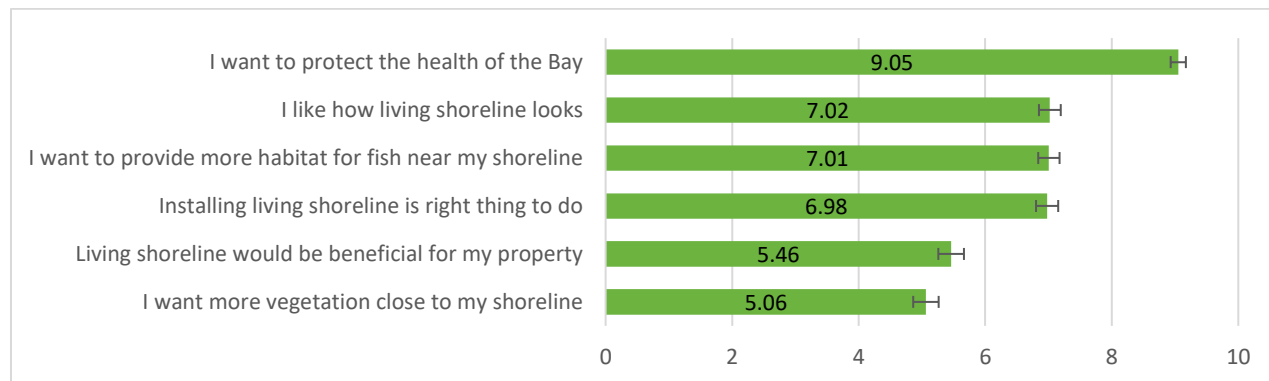 I want to protect the health of the Bay
9.05
I like how living shoreline looks
7.02
I want to provide more habitat for fish near my shoreline
7.01
Installing living shoreline is right thing to do
6.98
Living shoreline would be beneficial for my property
5.46
I want more vegetation close to my shoreline
5.06
0 2 4 6 8 10